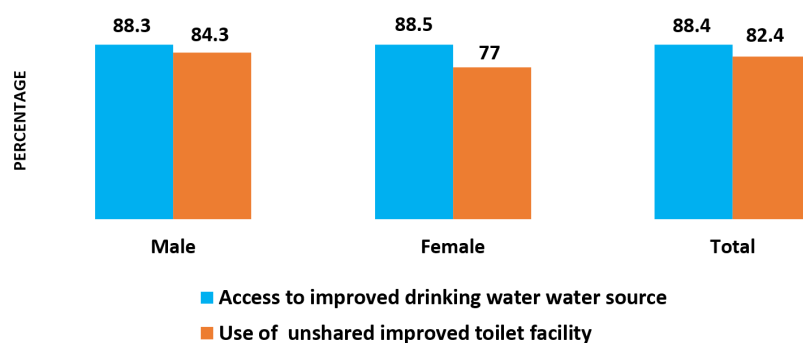 88.3
84.3
88.5
77
88.4
82.4
PERCENTAGE
Male
Female
Total
Access to improved drinking water water source
Use of  unshared improved toilet facility